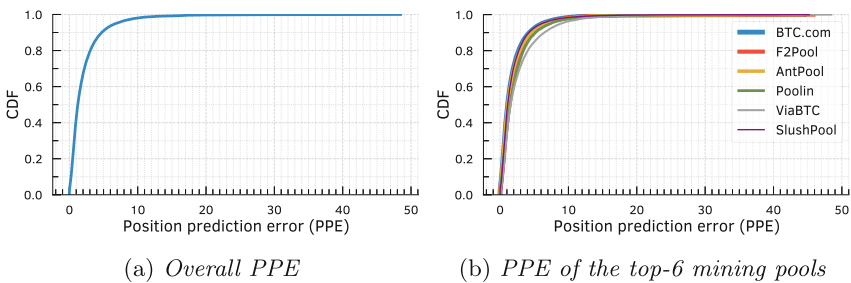 CDF
1.0
0.8
0.6
0.4
0.2
0.0
0 10 20 30 40 50
Position prediction error (PPE)
(a) Overall PPE
CDF
1.0
0.8
0.6
0.4
0.2
0.0
BTC.com
F2Pool
AntPool
Poolin
ViaBTC
SlushPool
0 10 20 30 40 50
Position prediction error (PPE)
(b) PPE of the top-6 mining pools